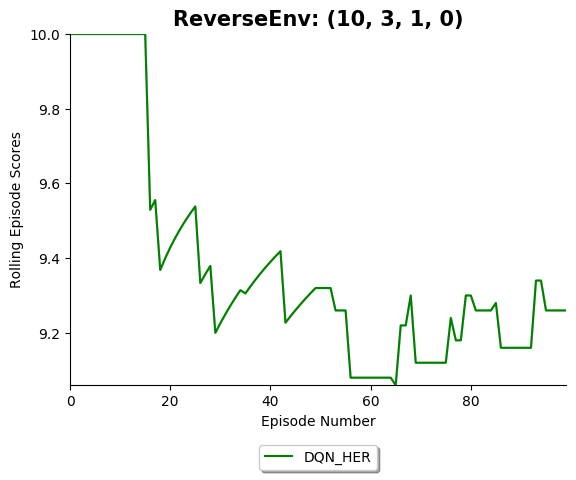 ReverseEnv: (10, 3, 1, 0)
10.0
9.8
9.6
9.4
9.2
Rolling Episode Scores
0 20 40 60 80
Episode Number
DQN_HER